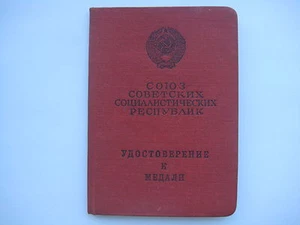 СОЮЗ
СОВЕТСКИХ
СОЦИАЛИСТИЧЕСКИХ
РЕСПУБЛИК
УДОСТОВЕРЕНИЕ
К
МЕДАЛИ